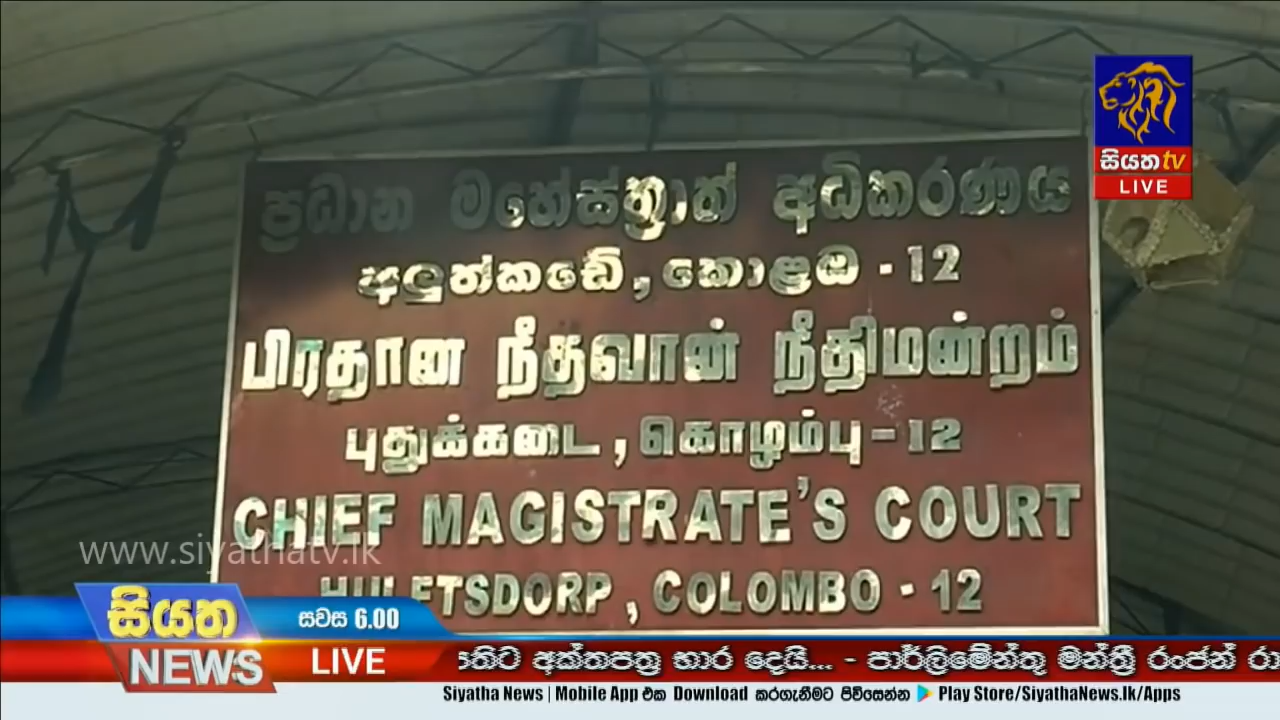 සියත tv
LIVE
ප්‍රධාන මහේස්ත්‍රාත් අධිකරණය
අලුත්කඩේ, කොළඹ - 12
பிரதான நீதவான் நீதிமன்றம்
புதுக்கடை, கொழும்பு - 12
CHIEF MAGISTRATE'S COURT
www.siyathatv.lk
HULFTSDORP, COLOMBO - 12
සියත
NEWS
සවස 6.00
LIVE
අක්තපත්‍ර භාර දෙයි... - පාර්ලිමේන්තු මන්ත්‍රී රංජන්
Siyatha News | Mobile App එක Download කරගැනීමට පිවිසෙන්න Play Store/SiyathaNews.lk/Apps